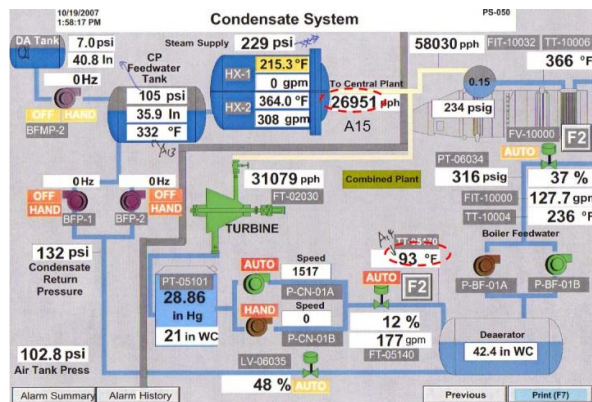 10/19/2007
1:58:17 PM
Condensate System
PS-050
DA Tank
7.0 psi
40.8 In
0 Hz
OFF HAND
BFMP-2
CP
Feedwater
Tank
105 psi
35.9 In
332 °F
A13
Steam Supply 229 psi
HX-1
215.3 °F
0 gpm
HX-2
364.0 °F
308 gpm
To Central Plant
26951 pph
A15
58030 pph
FIT-10032
TT-10006
366 °F
0.15
234 psig
FV-10000
AUTO
F2
PT-06034
316 psig
37 %
FIT-10000
127.7 gpm
TT-10004
236 °F
Boiler Feedwater
P-BF-01A
P-BF-01B
0 Hz
0 Hz
OFF
HAND
OFF
HAND
BFP-1
BFP-2
31079 pph
FT-02030
TURBINE
Combined Plant
132 psi
Condensate
Return
Pressure
PT-05101
28.86
in Hg
21 in WC
AUTO
Speed
1517
P-CN-01A
HAND
Speed
0
P-CN-01B
A14
TT-05170
93 °F
AUTO
F2
12 %
177 gpm
FT-05140
Deaerator
42.4 in WC
102.8 psi
Air Tank Press
LV-06035
48 % AUTO
Alarm Summary
Alarm History
Previous
Print (F7)